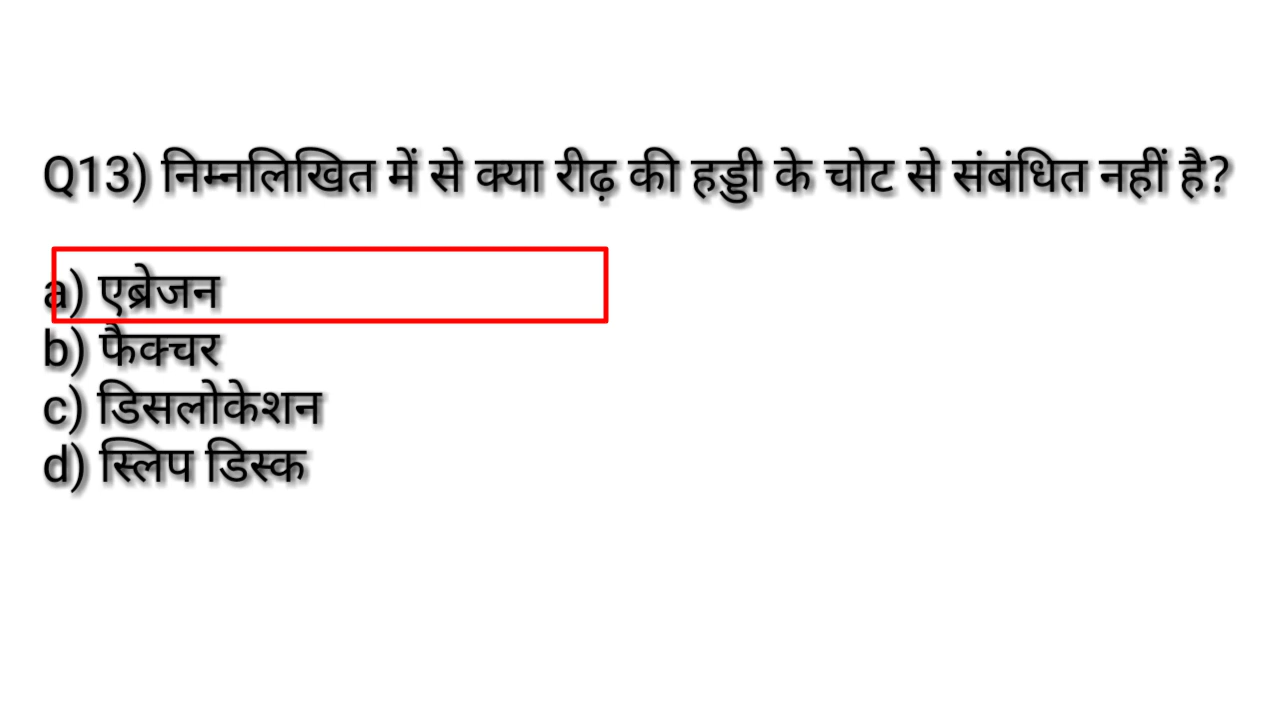 Q13) निम्नलिखित में से क्या रीढ़ की हड्डी के चोट से संबंधित नहीं है?
a) एब्रेजन
b) फैक्चर
c) डिसलोकेशन
d) स्लिप डिस्क